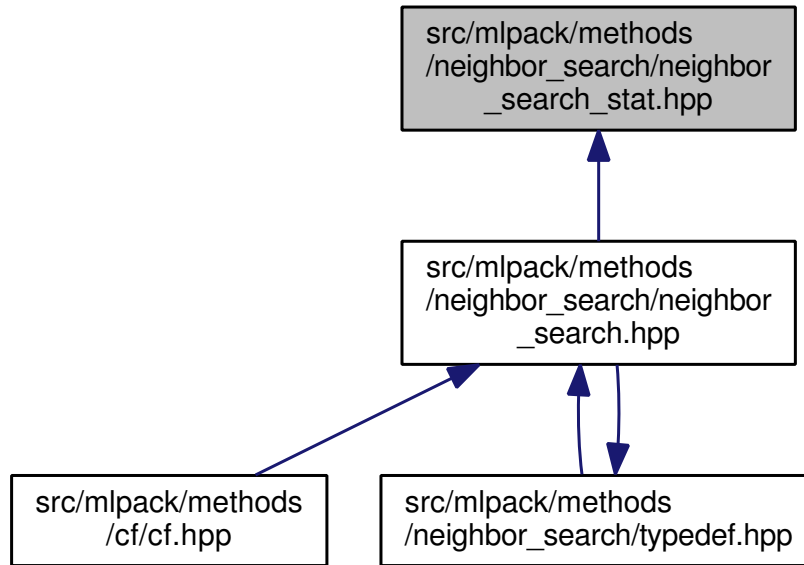 src/mlpack/methods
/neighbor_search/neighbor
_search_stat.hpp
src/mlpack/methods
/neighbor_search/neighbor
_search.hpp
src/mlpack/methods
/cf/cf.hpp
src/mlpack/methods
/neighbor_search/typedef.hpp